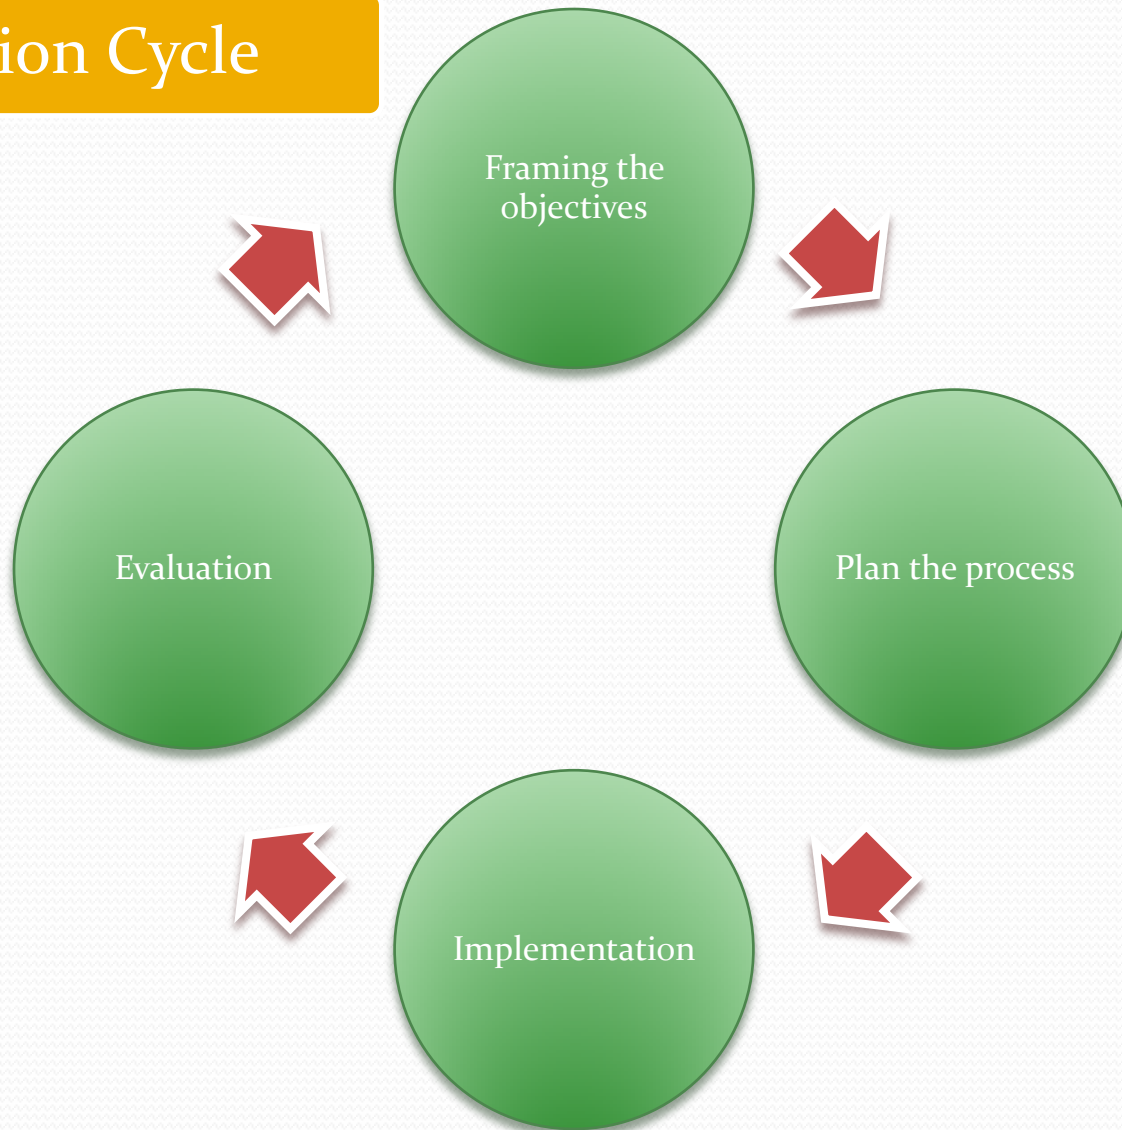 ion Cycle
Framing the
objectives
Evaluation
Plan the process
Implementation